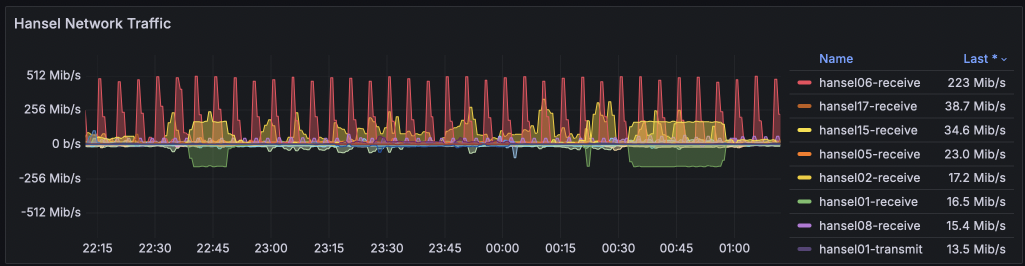 Hansel Network Traffic
Name Last *
512 Mib/s
hansel06-receive 223 Mib/s
256 Mib/s
hansel17-receive 38.7 Mib/s
hansel15-receive 34.6 Mib/s
0 b/s
hansel05-receive 23.0 Mib/s
-256 Mib/s
hansel02-receive 17.2 Mib/s
hansel01-receive 16.5 Mib/s
-512 Mib/s
hansel08-receive 15.4 Mib/s
22:15 22:30 22:45 23:00 23:15 23:30 23:45 00:00 00:15 00:30 00:45 01:00
hansel01-transmit 13.5 Mib/s